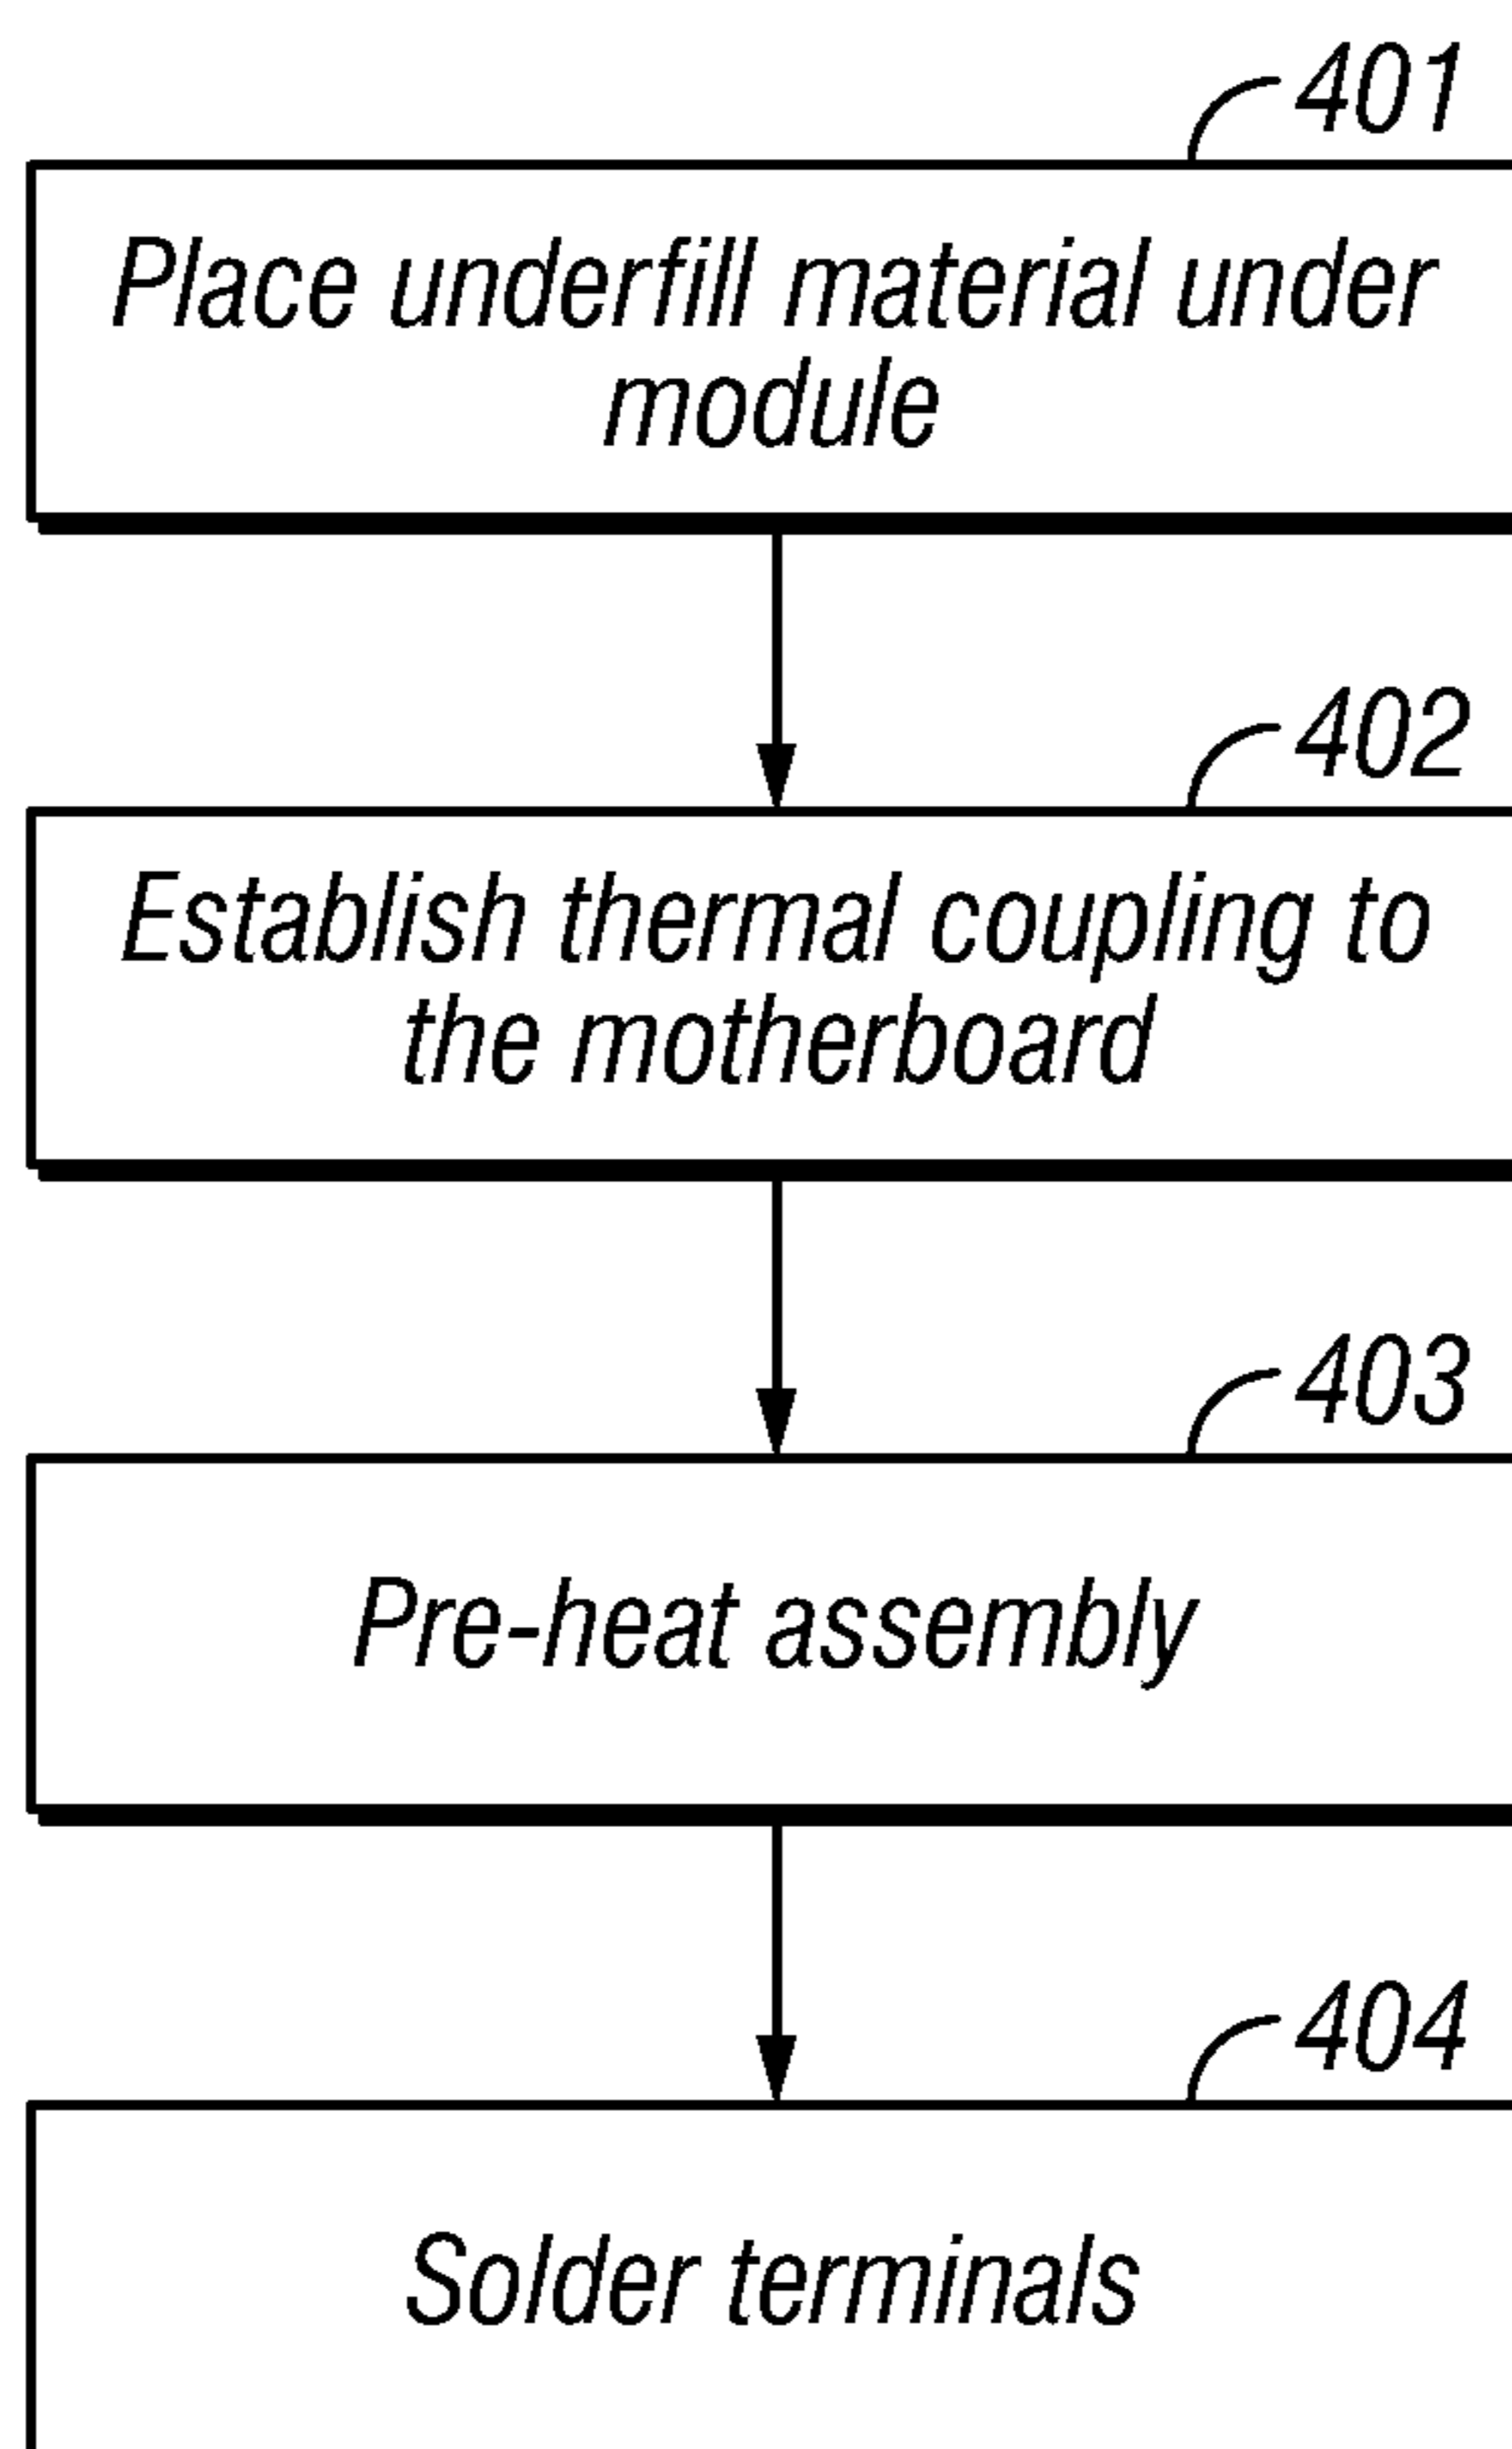 401
Place underfill material under
module
402
Establish thermal coupling to
the motherboard
403
Pre-heat assembly
404
Solder terminals